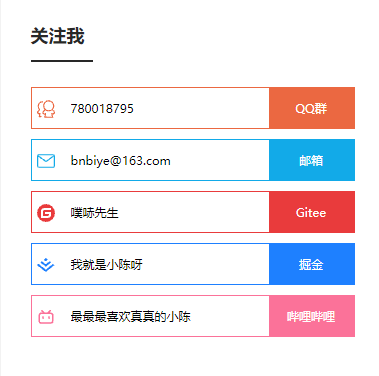 关注我
780018795
QQ群
bnbiye@163.com
邮箱
噗哧先生
Gitee
我就是小陈呀
掘金
最最最喜欢真真的小陈
哔哩哔哩